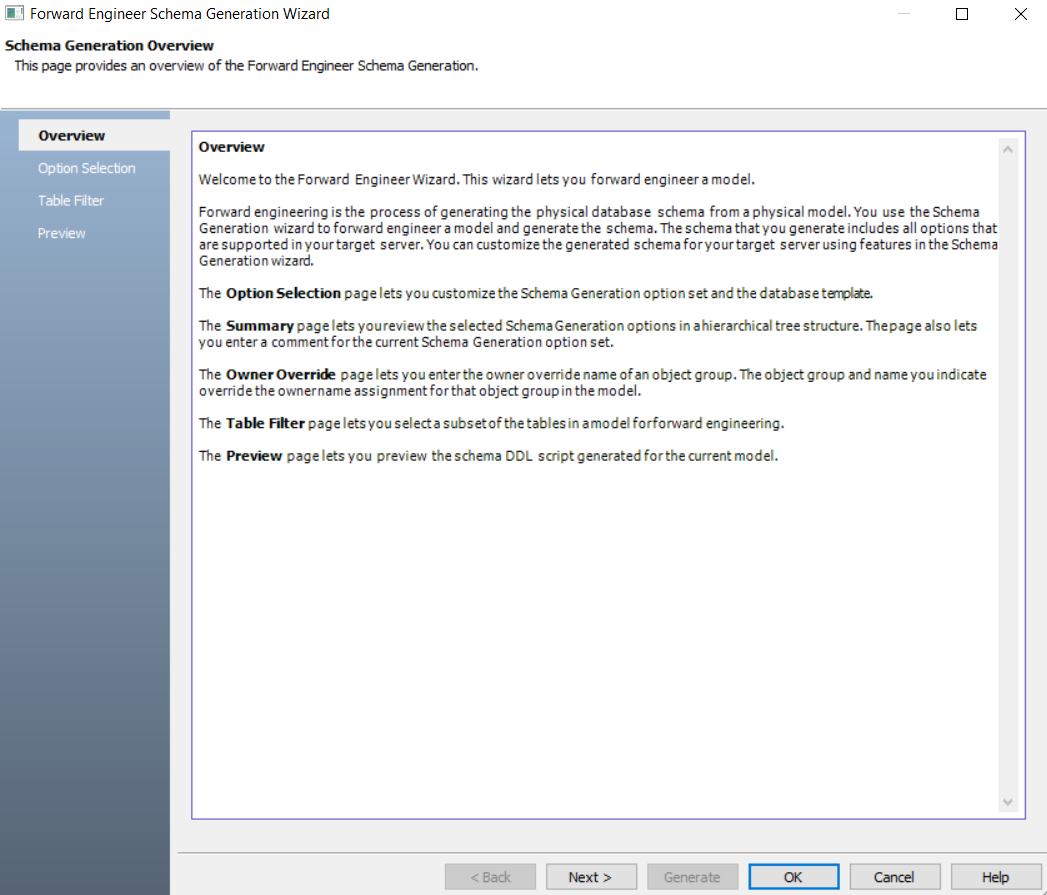 Forward Engineer Schema Generation Wizard
Schema Generation Overview
This page provides an overview of the Forward Engineer Schema Generation.
Overview
Option Selection
Table Filter
Preview
Overview
Welcome to the Forward Engineer Wizard. This wizard lets you forward engineer a model.
Forward engineering is the process of generating the physical database schema from a physical model. You use the Schema
Generation wizard to forward engineer a model and generate the schema. The schema that you generate includes all options that
are supported in your target server. You can customize the generated schema for your target server using features in the Schema
Generation wizard.
The Option Selection page lets you customize the Schema Generation option set and the database template.
The Summary page lets you review the selected Schema Generation options in a hierarchical tree structure. The page also lets
you enter a comment for the current Schema Generation option set.
The Owner Override page lets you enter the owner override name of an object group. The object group and name you indicate
override the owner name assignment for that object group in the model.
The Table Filter page lets you select a subset of the tables in a model for forward engineering.
The Preview page lets you preview the schema DDL script generated for the current model.
< Back
Next >
Generate
OK
Cancel
Help